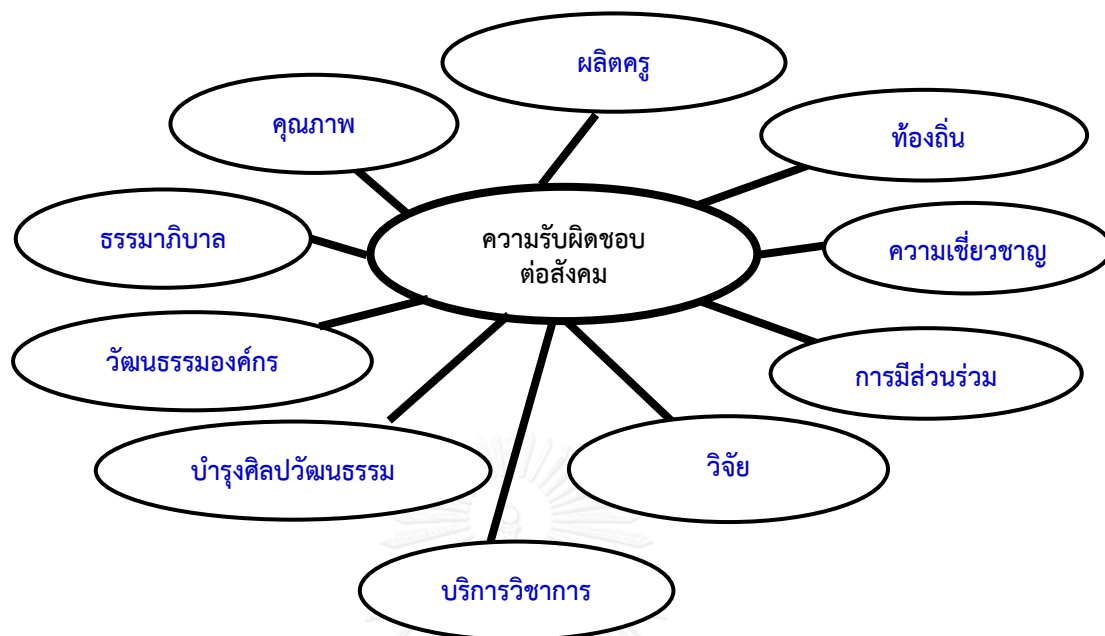 ผลิตครู
คุณภาพ
ท้องถิ่น
ธรรมาภิบาล
ความรับผิดชอบ
ต่อสังคม
ความเชี่ยวชาญ
วัฒนธรรมองค์กร
การมีส่วนร่วม
บำรุงศิลปวัฒนธรรม
วิจัย
บริการวิชาการ